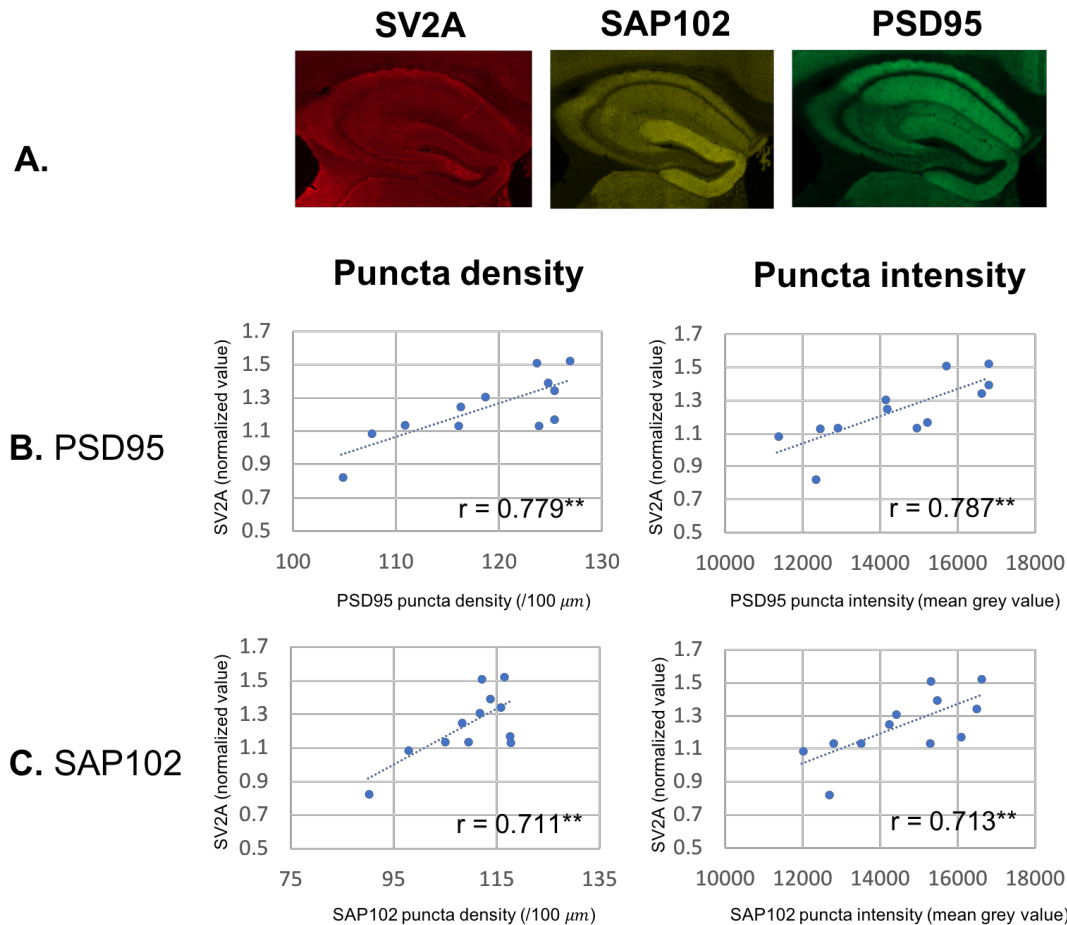 SV2A SAP102 PSD95
A.
Puncta density Puncta intensity
B. PSD95
SV2A (normalized value)
1.7
1.5
1.3
1.1
0.9
0.7
0.5
r = 0.779**
100 110 120 130
PSD95 puncta density (/100 μm)
SV2A (normalized value)
1.7
1.5
1.3
1.1
0.9
0.7
0.5
r = 0.787**
10000 12000 14000 16000 18000
PSD95 puncta intensity (mean grey value)
C. SAP102
SV2A (normalized value)
1.7
1.5
1.3
1.1
0.9
0.7
0.5
r = 0.711**
75 95 115 135
SAP102 puncta density (/100 μm)
SV2A (normalized value)
1.7
1.5
1.3
1.1
0.9
0.7
0.5
r = 0.713**
10000 12000 14000 16000 18000
SAP102 puncta intensity (mean grey value)